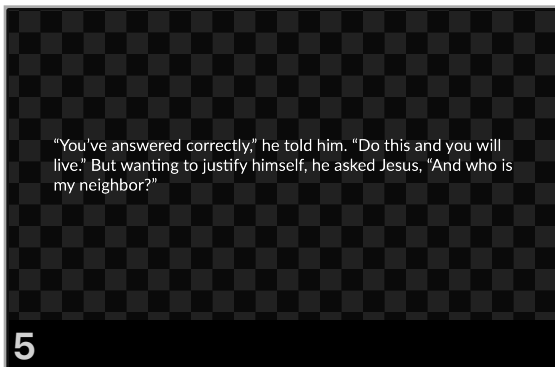 “You’ve answered correctly,” he told him. “Do this and you will
live.” But wanting to justify himself, he asked Jesus, “And who is
my neighbor?”
5